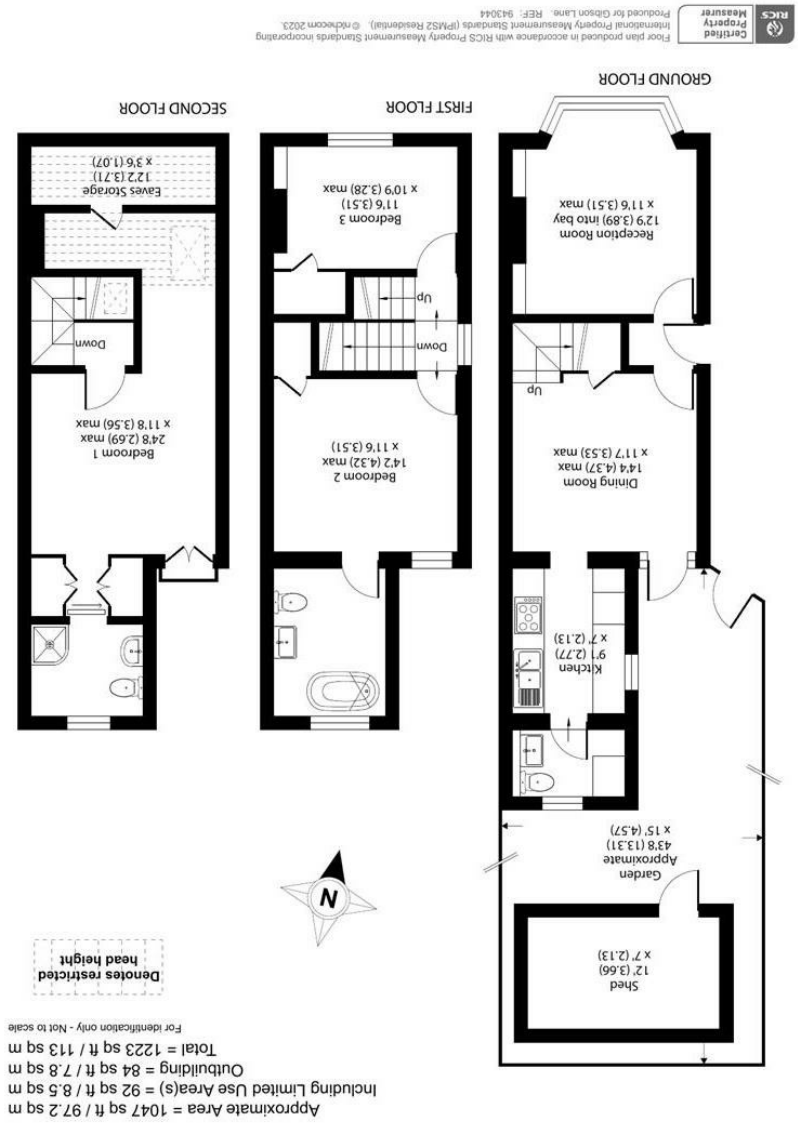 Approximate Area = 1047 sq ft / 97.2 sq m
Including Limited Use Area(s) = 92 sq ft / 8.5 sq m
Outbuilding = 84 sq ft / 7.8 sq m
Total = 1223 sq ft / 113 sq m
For identification only - Not to scale
Denotes restricted
head height
N
Shed
12' (3.66)
x 7' (2.13)
Garden
Approximate
43'8 (13.31)
x 15' (4.57)
Kitchen
9'1 (2.77)
x 7' (2.13)
Dining Room
14'4 (4.37) max
x 11'7 (3.53) max
Up
Reception Room
12'9 (3.89) into bay
x 11'6 (3.51) max
GROUND FLOOR
Bedroom 2
14'2 (4.32) max
x 11'6 (3.51)
Down
Up
Bedroom 3
11'6 (3.51)
x 10'9 (3.28) max
FIRST FLOOR
Bedroom 1
24'8 (2.69) max
x 11'8 (3.56) max
Down
Eaves Storage
12'2 (3.71)
x 3'6 (1.07)
SECOND FLOOR
RICS
Certified
Property
Measurer
Floor plan produced in accordance with RICS Property Measurement Standards incorporating
International Property Measurement Standards (IPMS2 Residential). © nichecom 2023.
Produced for Gibson Lane. REF: 943044